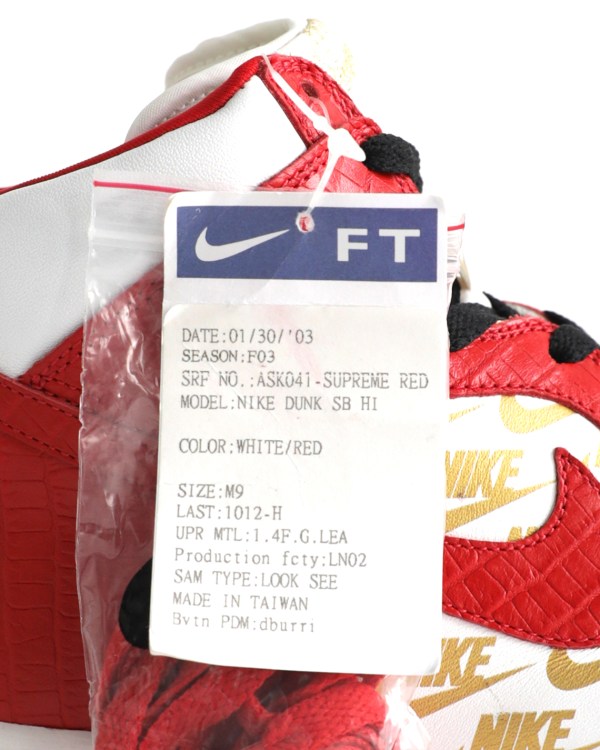 FT
DATE:01/30/'03
SEASON:F03
SRF NO.:ASK041-SUPREME RED
MODEL:NIKE DUNK SB HI
COLOR:WHITE/RED
SIZE:M9
LAST:1012-H
UPR MTL:1.4F.G.LEA
Production fcty:LN02
SAM TYPE:LOOK SEE
MADE IN TAIWAN
Bvtn PDM:dburri
NIKE
NIKE
NIKE
NIKE
NIKE